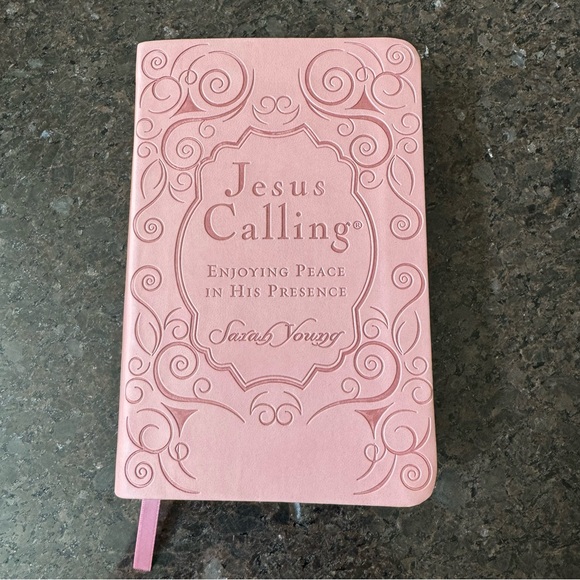 Jesus
Calling®
Enjoying Peace
in His Presence
Sarah Young